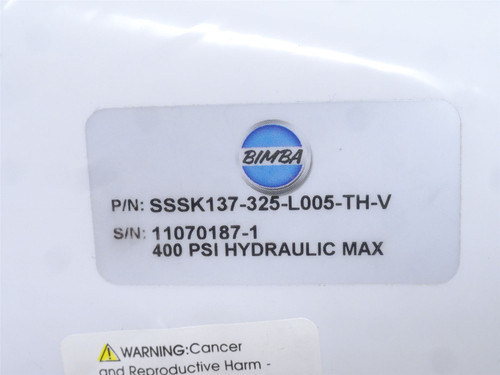 BIMBA
P/N: SSSK137-325-L005-TH-V
S/N: 11070187-1
400 PSI HYDRAULIC MAX
WARNING:Cancer
and Reproductive Harm -